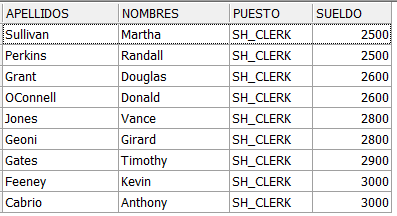 APELLIDOS NOMBRES PUESTO SUELDO
Sullivan Martha SH_CLERK 2500
Perkins Randall SH_CLERK 2500
Grant Douglas SH_CLERK 2600
OConnell Donald SH_CLERK 2600
Jones Vance SH_CLERK 2800
Geoni Girard SH_CLERK 2800
Gates Timothy SH_CLERK 2900
Feeney Kevin SH_CLERK 3000
Cabrio Anthony SH_CLERK 3000